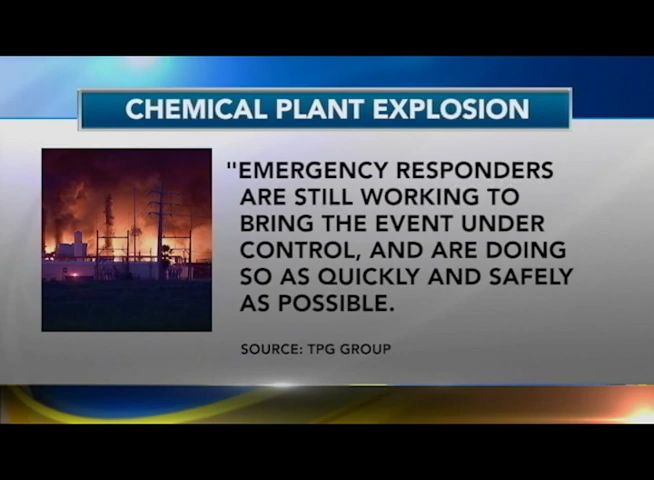 CHEMICAL PLANT EXPLOSION
"EMERGENCY RESPONDERS
ARE STILL WORKING TO
BRING THE EVENT UNDER
CONTROL, AND ARE DOING
SO AS QUICKLY AND SAFELY
AS POSSIBLE.
SOURCE: TPG GROUP